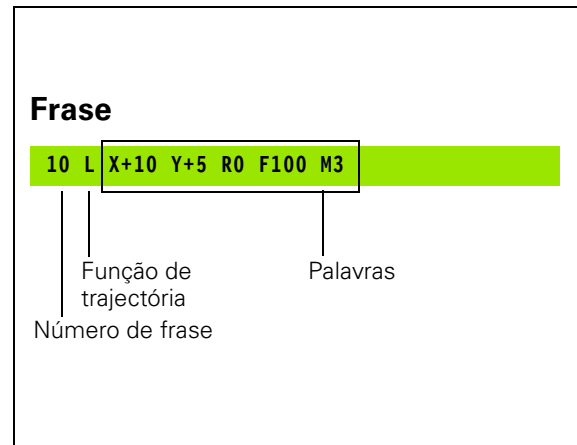 Frase
10 L X+10 Y+5 R0 F100 M3
Função de
trajectória
Palavras
Número de frase